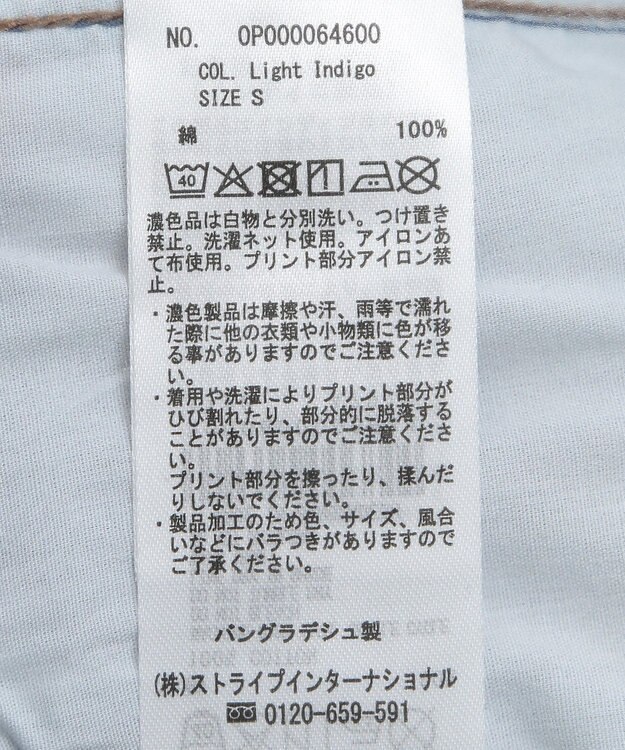 NO. OP000064600
COL. Light Indigo
SIZE S
綿 100%
40
濃色品は白物と分別洗い。つけ置き
禁止。洗濯ネット使用。アイロンあ
て布使用。プリント部分アイロン禁
止。
・濃色製品は摩擦や汗、雨等で濡れ
た際に他の衣類や小物類に色が移
る事がありますのでご注意くださ
い。
・着用や洗濯によりプリント部分が
ひび割れたり、部分的に脱落する
ことがありますのでご注意くださ
い。
プリント部分を擦ったり、揉んだ
りしないでください。
・製品加工のため色、サイズ、風合
いなどにバラつきがありますので
ご了承ください。
バングラデシュ製
(株)ストライプインターナショナル
0120-659-591